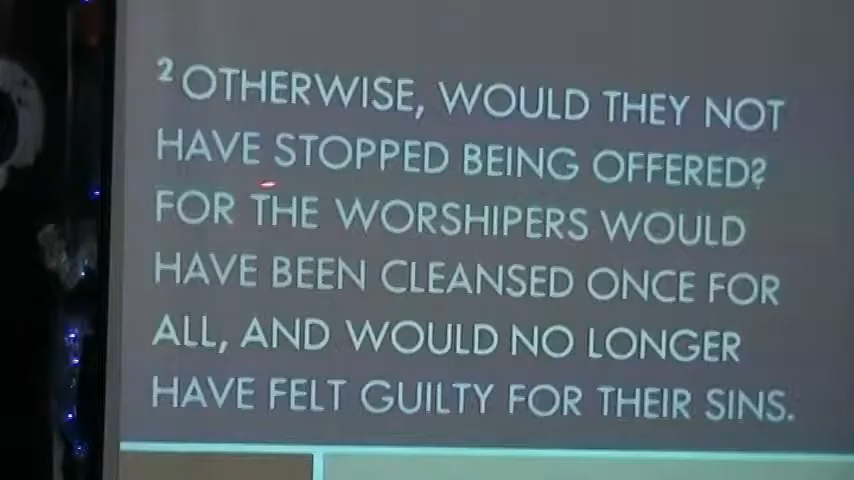 2 OTHERWISE, WOULD THEY NOT
HAVE STOPPED BEING OFFERED?
FOR THE WORSHIPERS WOULD
HAVE BEEN CLEANSED ONCE FOR
ALL, AND WOULD NO LONGER
HAVE FELT GUILTY FOR THEIR SINS.